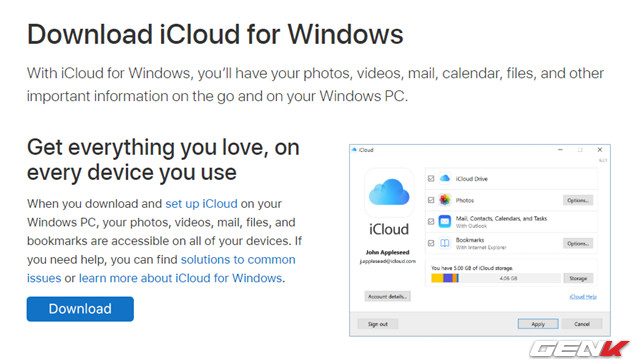 Download iCloud for Windows
With iCloud for Windows, you’ll have your photos, videos, mail, calendar, files, and other
important information on the go and on your Windows PC.
Get everything you love, on
every device you use
When you download and set up iCloud on your
Windows PC, your photos, videos, mail, files, and
bookmarks are accessible on all of your devices. If
you need help, you can find solutions to common
issues or learn more about iCloud for Windows.
Download
iCloud
iCloud
John Appleseed
j.appleseed@icloud.com
Account details...
Sign out
iCloud Drive
Photos
Options...
Mail, Contacts, Calendars, and Tasks
With Outlook
Bookmarks
With Internet Explorer
Options...
You have 5.00 GB of iCloud storage.
4.06 GB
Storage
iCloud Help
Apply
Cancel
GENK